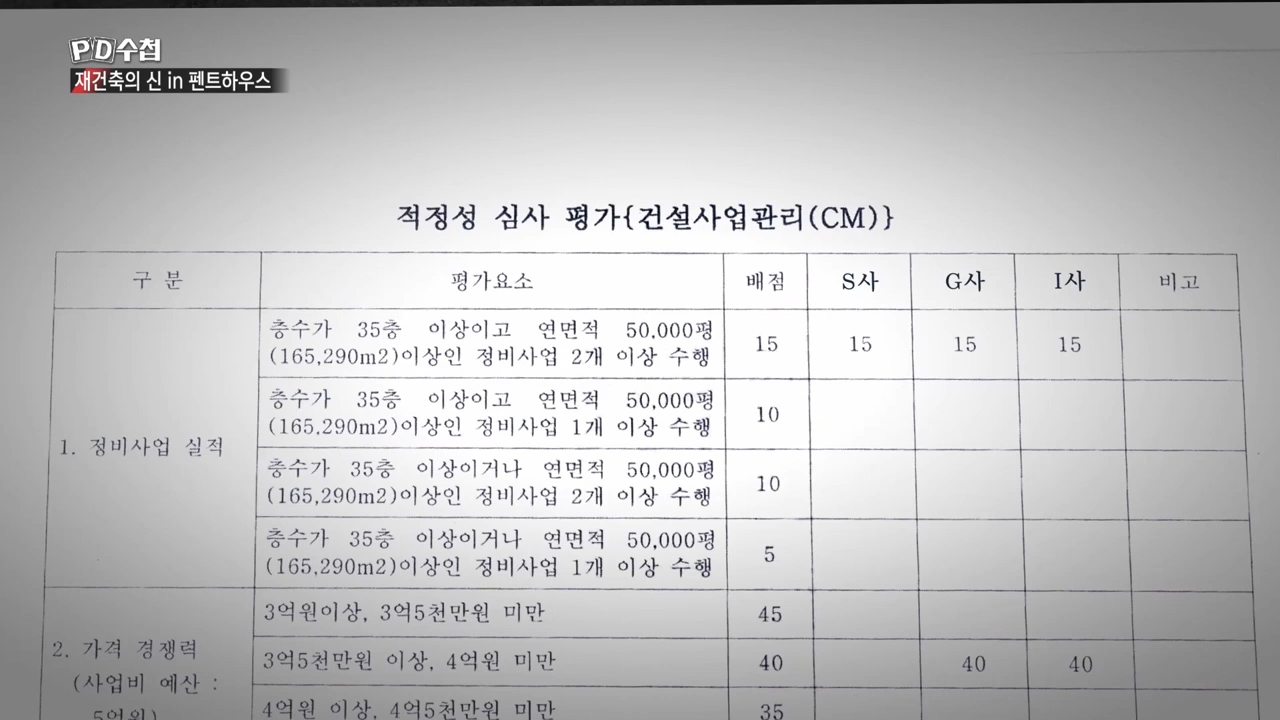 PD수첩
재건축의 신 in 펜트하우스
적정성 심사 평가{건설사업관리(CM)}
구 분 평가요소 배점 S사 G사 I사 비고
1. 정비사업 실적
층수가 35층 이상이고 연면적 50,000평
(165,290m2)이상인 정비사업 2개 이상 수행
15 15 15 15
층수가 35층 이상이고 연면적 50,000평
(165,290m2)이상인 정비사업 1개 이상 수행
10
층수가 35층 이상이거나 연면적 50,000평
(165,290m2)이상인 정비사업 2개 이상 수행
10
층수가 35층 이상이거나 연면적 50,000평
(165,290m2)이상인 정비사업 1개 이상 수행
5
2. 가격 경쟁력
(사업비 예산 :
5억원)
3억원이상, 3억5천만원 미만 45
3억5천만원 이상, 4억원 미만 40 40 40
4억원 이상, 4억5천만원 미만 35